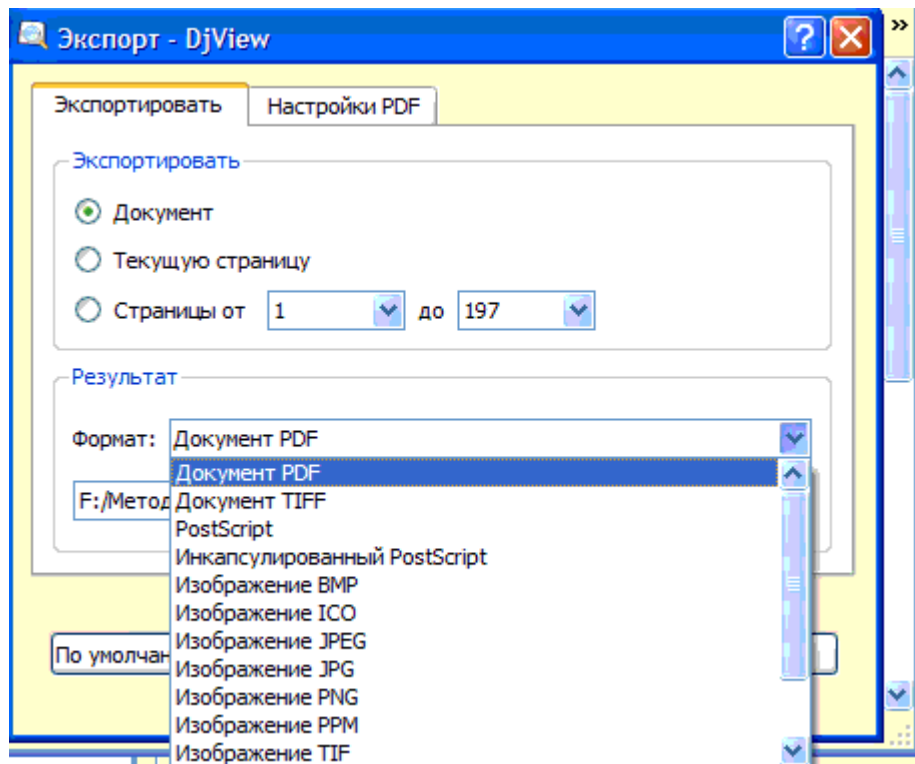 Экспорт - DjView
»
Экспортировать Настройки PDF
Экспортировать
Документ
Текущую страницу
Страницы от 1 до 197
Результат
Формат: Документ PDF
Документ PDF
F:/Метод
Документ TIFF
PostScript
Инкапсулированный PostScript
Изображение BMP
Изображение ICO
Изображение JPEG
По умолчан
Изображение JPG
Изображение PNG
Изображение PPM
Изображение TIF